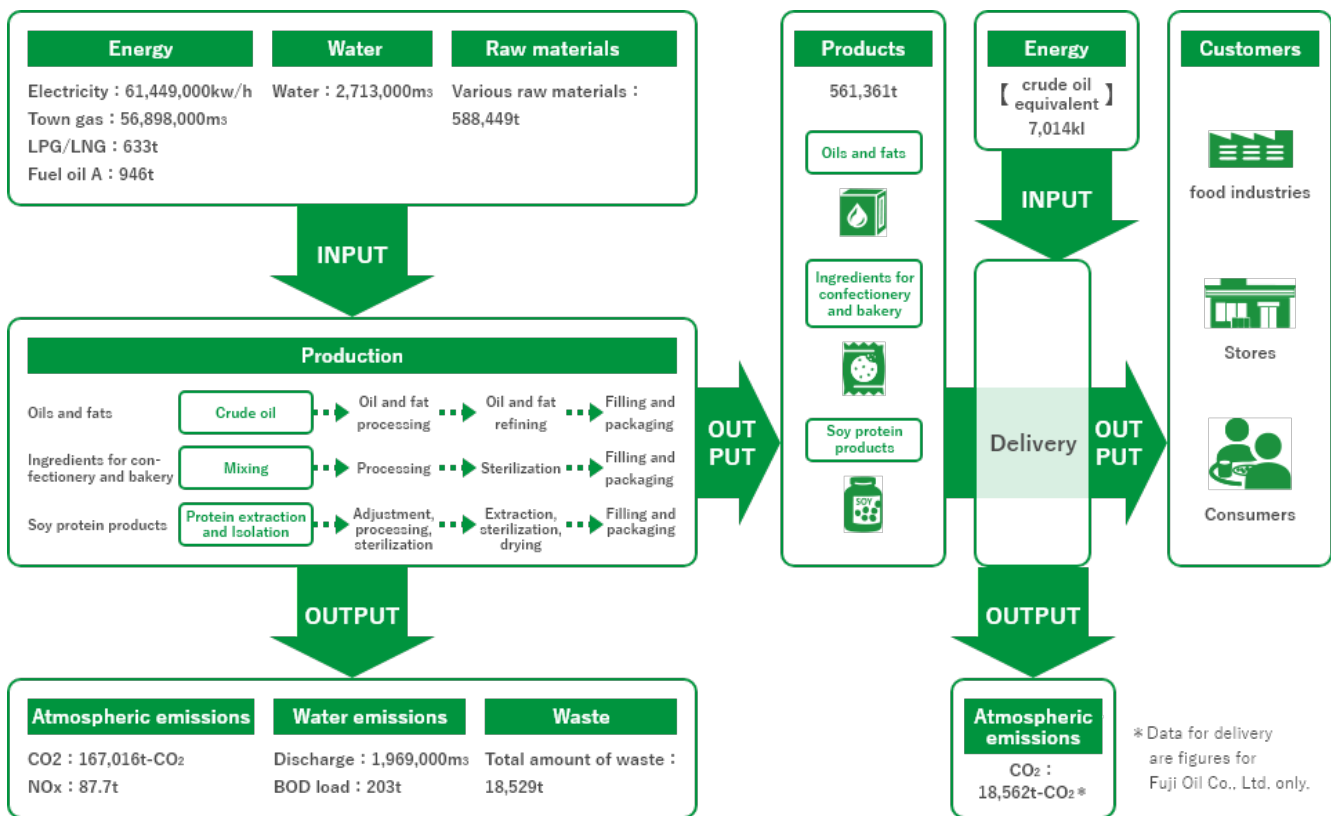 Energy
Electricity：61,449,000kw/h
Town gas：56,898,000m3
LPG/LNG：633t
Fuel oil A：946t
Water
Water：2,713,000m3
Raw materials
Various raw materials：
588,449t
INPUT
Production
Oils and fats
Crude oil
Oil and fat
processing
Oil and fat
refining
Filling and
packaging
Ingredients for con-
fectionery and bakery
Mixing
Processing
Sterilization
Filling and
packaging
Soy protein products
Protein extraction
and Isolation
Adjustment,
processing,
sterilization
Extraction,
sterilization,
drying
Filling and
packaging
OUTPUT
Atmospheric emissions
CO2：167,016t-CO₂
NOx：87.7t
Water emissions
Discharge：1,969,000m3
BOD load：203t
Waste
Total amount of waste：
18,529t
OUT
PUT
Products
561,361t
Oils and fats
Ingredients for
confectionery
and bakery
Soy protein
products
SOY
Energy
【 crude oil
equivalent 】
7,014kl
INPUT
Delivery
OUT
PUT
OUTPUT
Atmospheric
emissions
CO₂：
18,562t-CO₂＊
Customers
food industries
Stores
Consumers
＊Data for delivery
are figures for
Fuji Oil Co., Ltd. only.